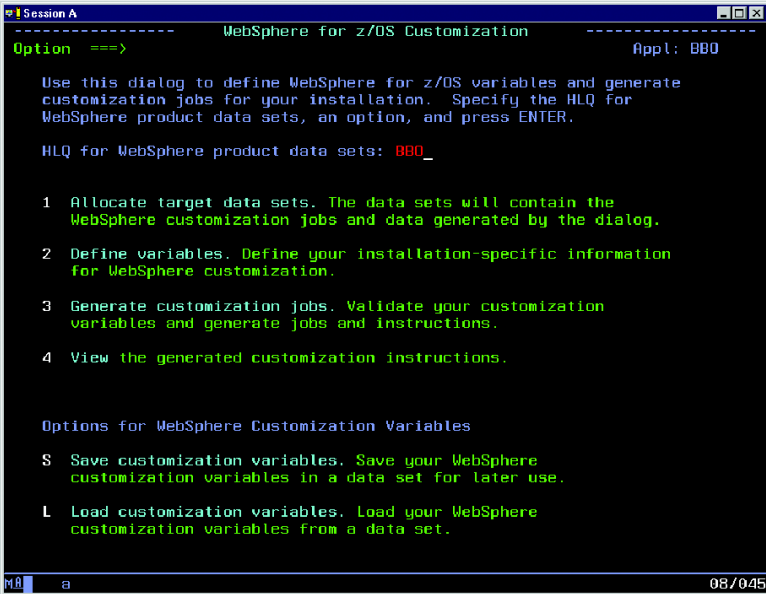 Session A
----------------- WebSphere for z/OS Customization ------------------
Option ===> Appl: BBO
Use this dialog to define WebSphere for z/OS variables and generate
customization jobs for your installation. Specify the HLQ for
WebSphere product data sets, an option, and press ENTER.
HLQ for WebSphere product data sets: BBO_
1 Allocate target data sets. The data sets will contain the
WebSphere customization jobs and data generated by the dialog.
2 Define variables. Define your installation-specific information
for WebSphere customization.
3 Generate customization jobs. Validate your customization
variables and generate jobs and instructions.
4 View the generated customization instructions.
Options for WebSphere Customization Variables
S Save customization variables. Save your WebSphere
customization variables in a data set for later use.
L Load customization variables. Load your WebSphere
customization variables from a data set.
MA a 08/045